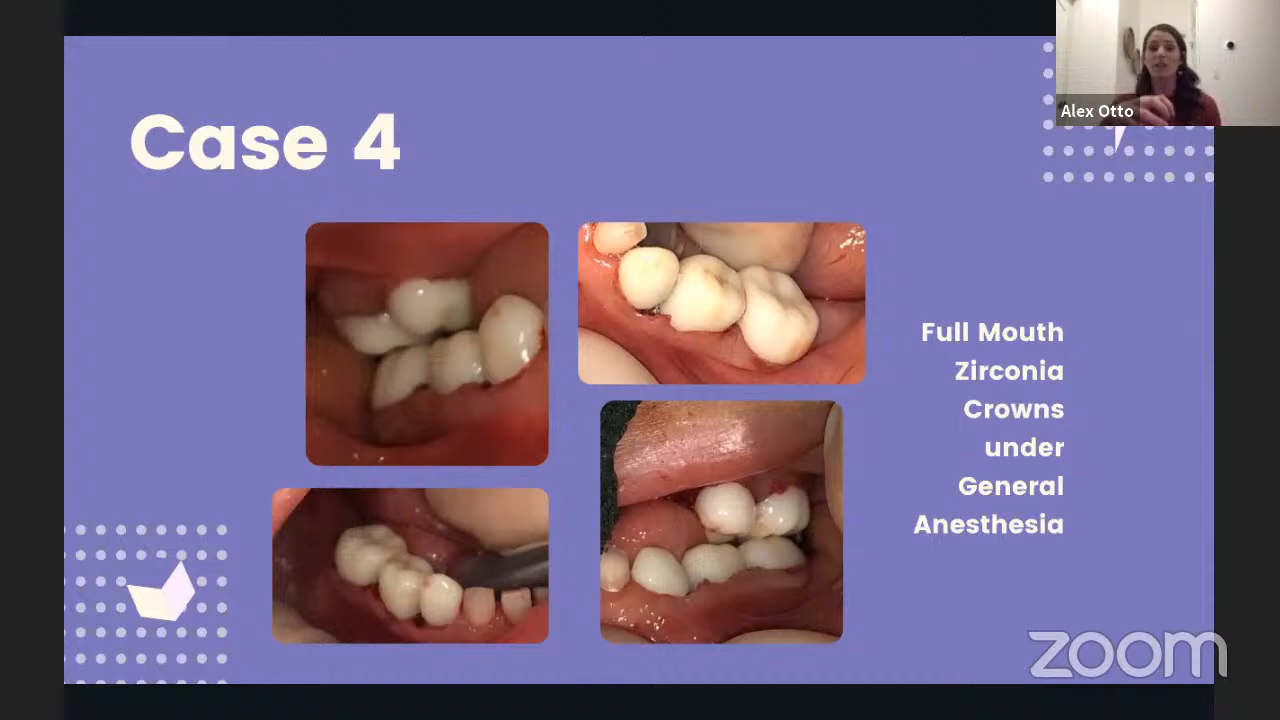 Alex Otto
Case 4
Full Mouth
Zirconia
Crowns
under
General
Anesthesia
zoom